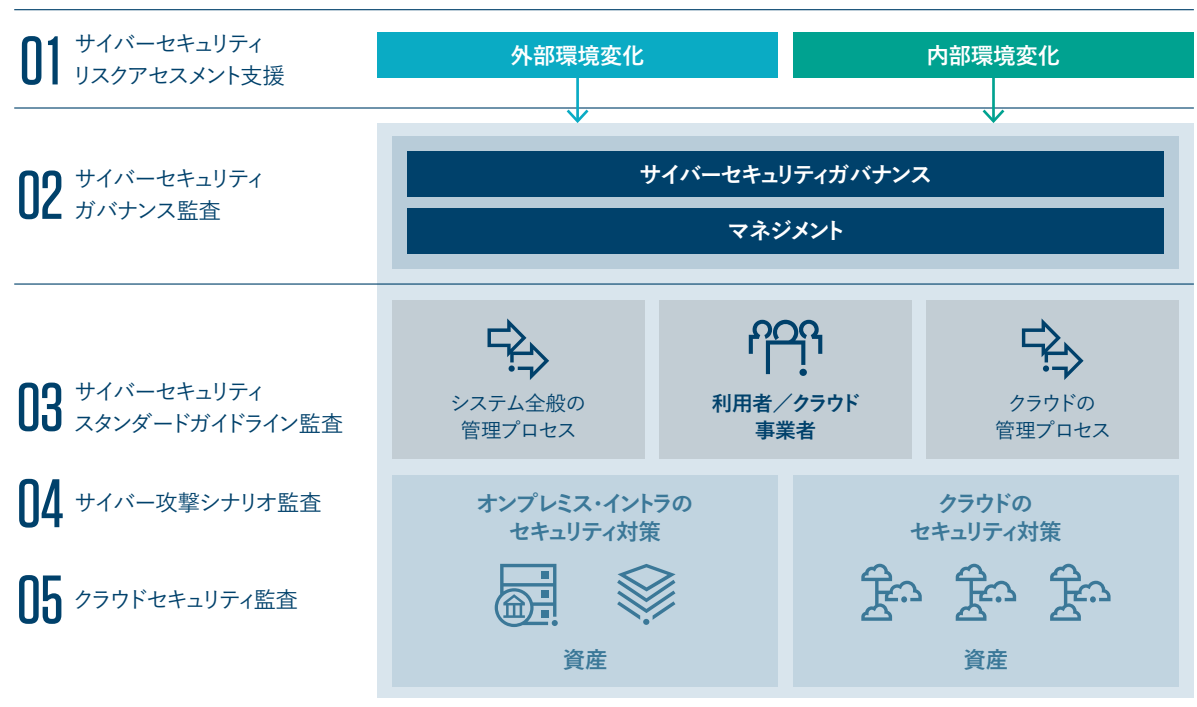 01
サイバーセキュリティ
リスクアセスメント支援
外部環境変化
内部環境変化
02
サイバーセキュリティ
ガバナンス監査
サイバーセキュリティガバナンス
マネジメント
03
サイバーセキュリティ
スタンダードガイドライン監査
システム全般の
管理プロセス
利用者／クラウド
事業者
クラウドの
管理プロセス
04
サイバー攻撃シナリオ監査
05
クラウドセキュリティ監査
オンプレミス・イントラの
セキュリティ対策
資産
クラウドの
セキュリティ対策
資産